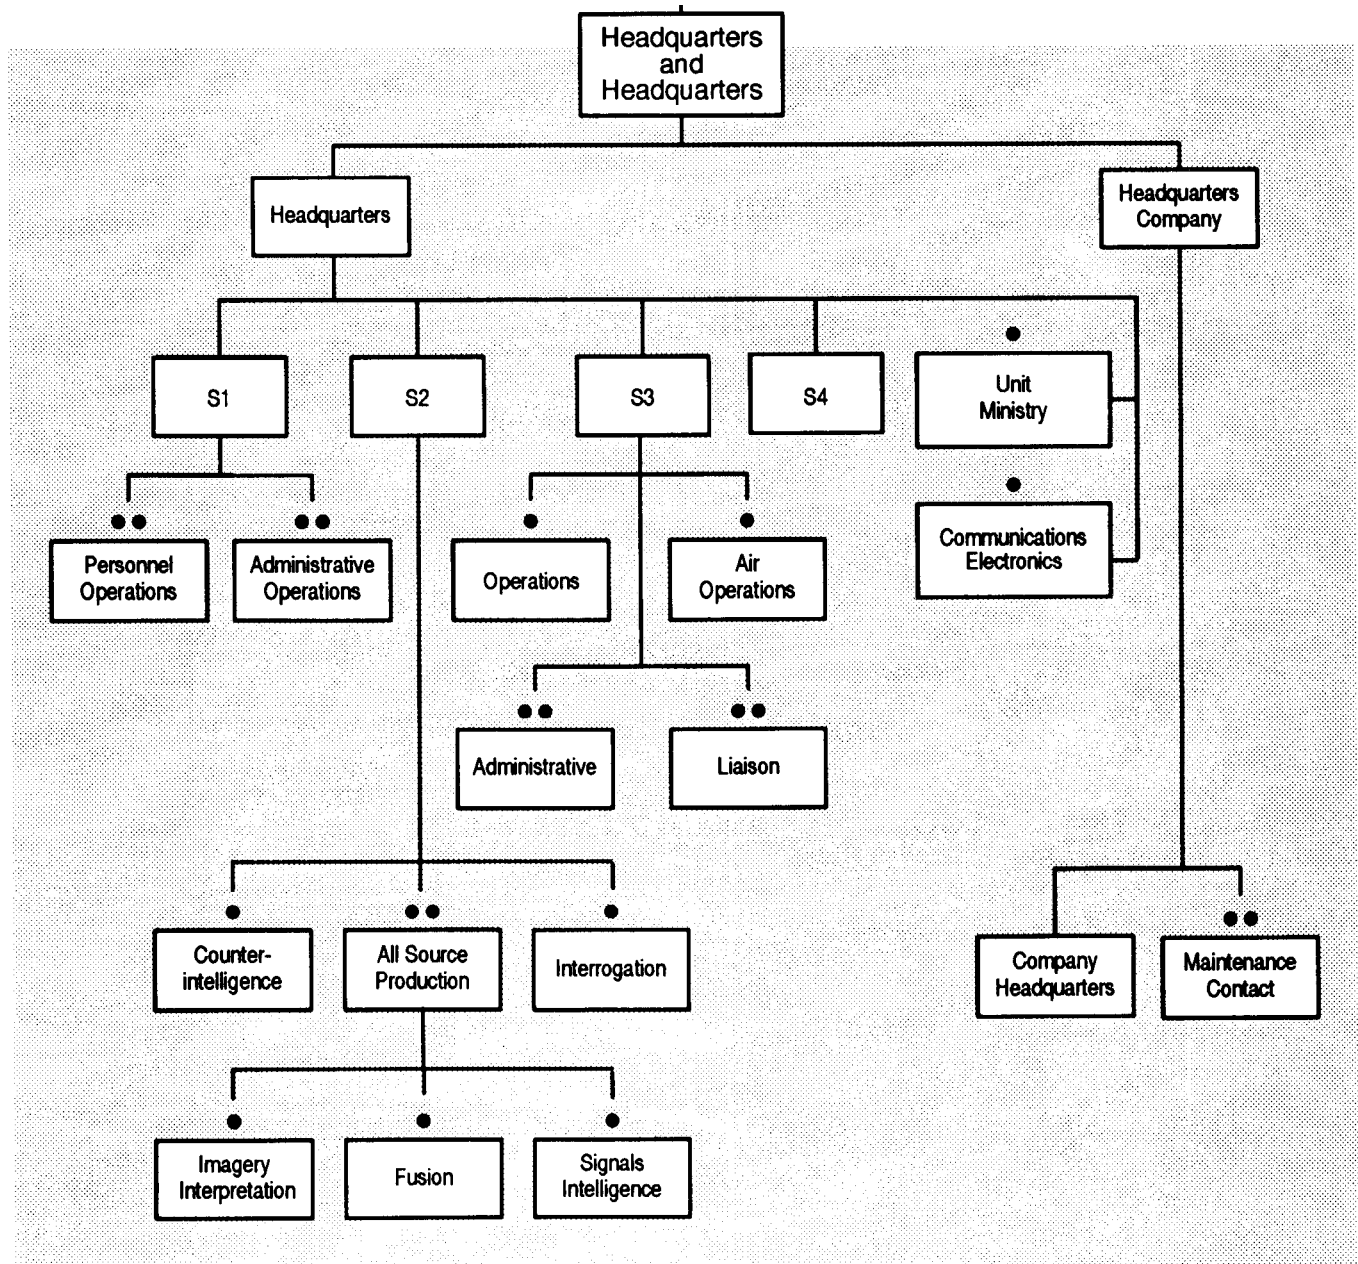 Headquarters
and
Headquarters
Headquarters
Headquarters
Company
S1
S2
S3
S4
Unit
Ministry
Personnel
Operations
Administrative
Operations
Operations
Air
Operations
Communications
Electronics
Administrative
Liaison
Counter-
intelligence
All Source
Production
Interrogation
Company
Headquarters
Maintenance
Contact
Imagery
Interpretation
Fusion
Signals
Intelligence